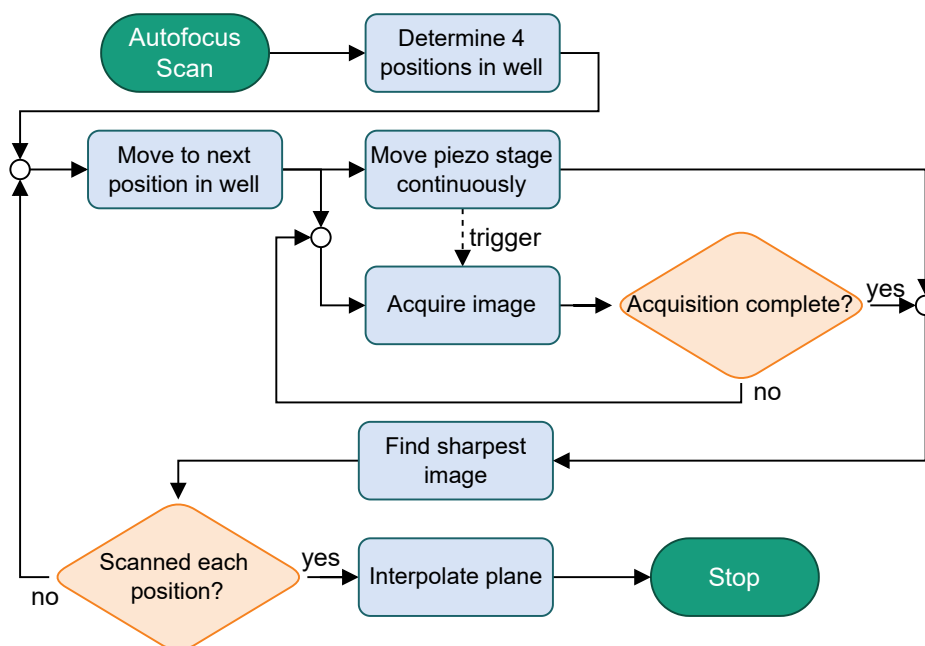 Autofocus
Scan
Determine 4
positions in well
Move to next
position in well
Move piezo stage
continuously
trigger
Acquire image
Acquisition complete?
yes
no
Find sharpest
image
Scanned each
position?
yes
no
Interpolate plane
Stop